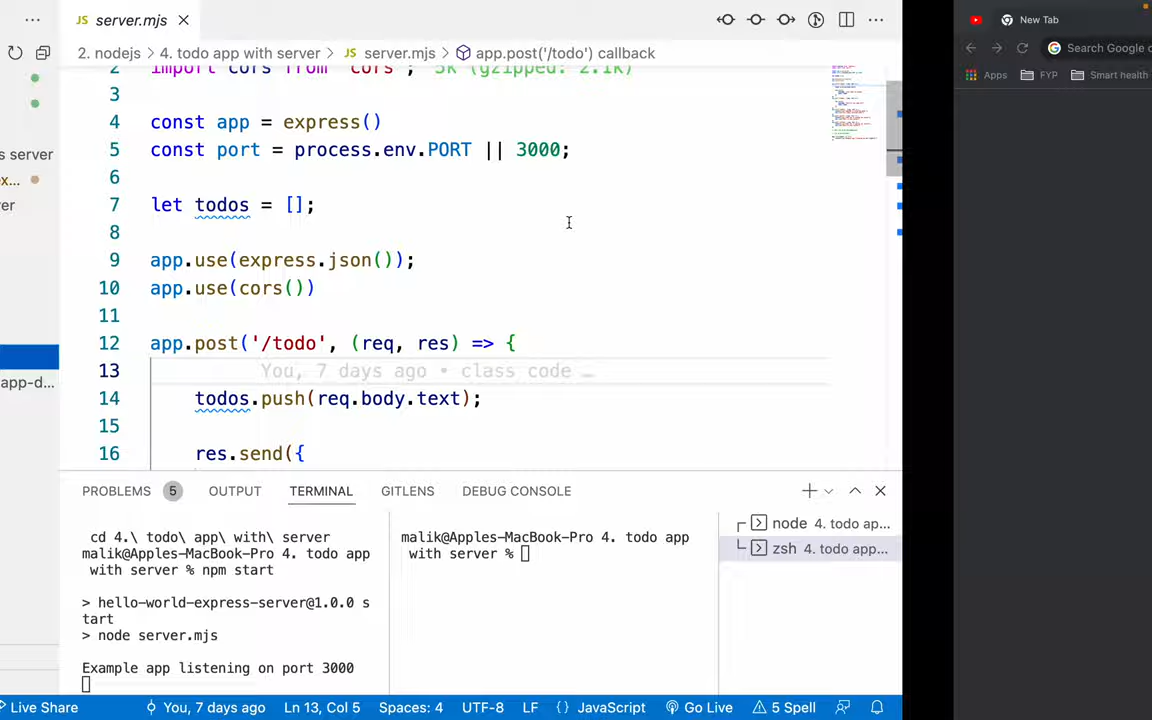 server.mjs
New Tab
2. nodejs > 4. todo app with server > JS server.mjs > app.post('/todo') callback
Search Google o
Apps FYP Smart health
2 import cors from 'cors'; 5k (gzipped: 2.1k)
3
4 const app = express()
5 const port = process.env.PORT || 3000;
6
7 let todos = [];
8
9 app.use(express.json());
10 app.use(cors())
11
12 app.post('/todo', (req, res) => {
13 You, 7 days ago • class code …
14 todos.push(req.body.text);
15
16 res.send({
s server
x...
ver
app-d...
PROBLEMS 5 OUTPUT TERMINAL GITLENS DEBUG CONSOLE
cd 4.\ todo\ app\ with\ server
malik@Apples-MacBook-Pro 4. todo app
with server % npm start
> hello-world-express-server@1.0.0 s
tart
> node server.mjs
Example app listening on port 3000
malik@Apples-MacBook-Pro 4. todo app
with server %
node 4. todo ap...
zsh 4. todo app...
Live Share You, 7 days ago Ln 13, Col 5 Spaces: 4 UTF-8 LF {} JavaScript Go Live 5 Spell